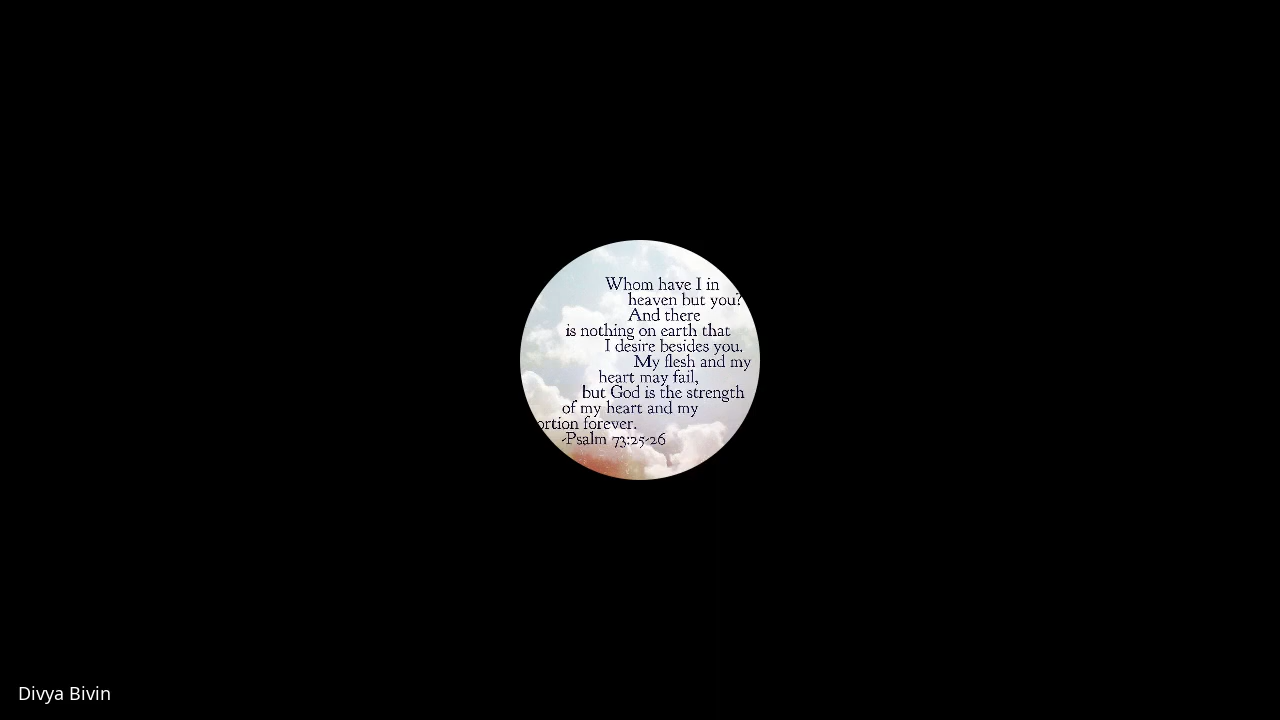 Whom have I in
heaven but you?
And there
is nothing on earth that
I desire besides you.
My flesh and my
heart may fail,
but God is the strength
of my heart and my
ortion forever.
-Psalm 73:25-26
Divya Bivin